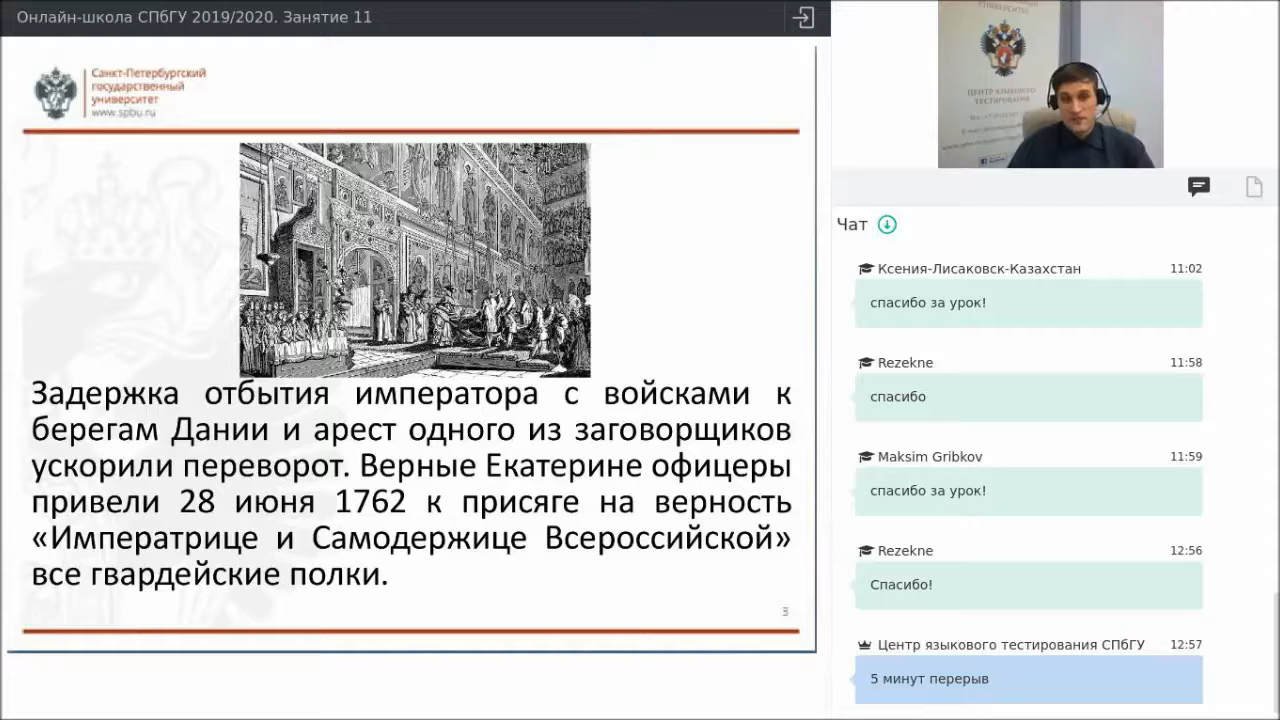 Онлайн-школа СПбГУ 2019/2020. Занятие 11
Санкт-Петербургский
государственный
университет
www.spbu.ru
Задержка отбытия императора с войсками к
берегам Дании и арест одного из заговорщиков
ускорили переворот. Верные Екатерине офицеры
привели 28 июня 1762 к присяге на верность
«Императрице и Самодержице Всероссийской»
все гвардейские полки.
3
ЦЕНТР ЯЗЫКОВОГО
ТЕСТИРОВАНИЯ
Чат
Ксения-Лисаковск-Казахстан 11:02
спасибо за урок!
Rezekne 11:58
спасибо
Maksim Gribkov 11:59
спасибо за урок!
Rezekne 12:56
Спасибо!
Центр языкового тестирования СПбГУ 12:57
5 минут перерыв